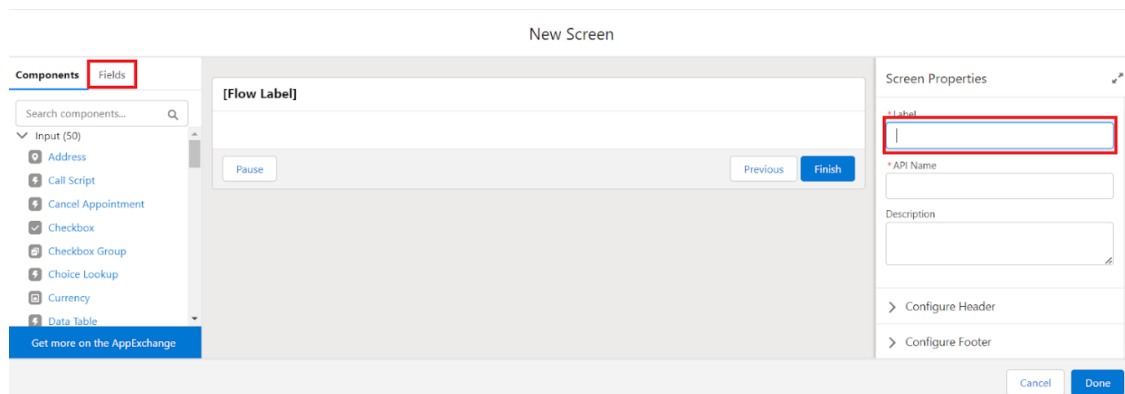 New Screen
Components Fields
Search components...
Input (50)
Address
Call Script
Cancel Appointment
Checkbox
Checkbox Group
Choice Lookup
Currency
Data Table
Get more on the AppExchange
[Flow Label]
Pause Previous Finish
Screen Properties
* Label
* API Name
Description
Configure Header
Configure Footer
Cancel Done